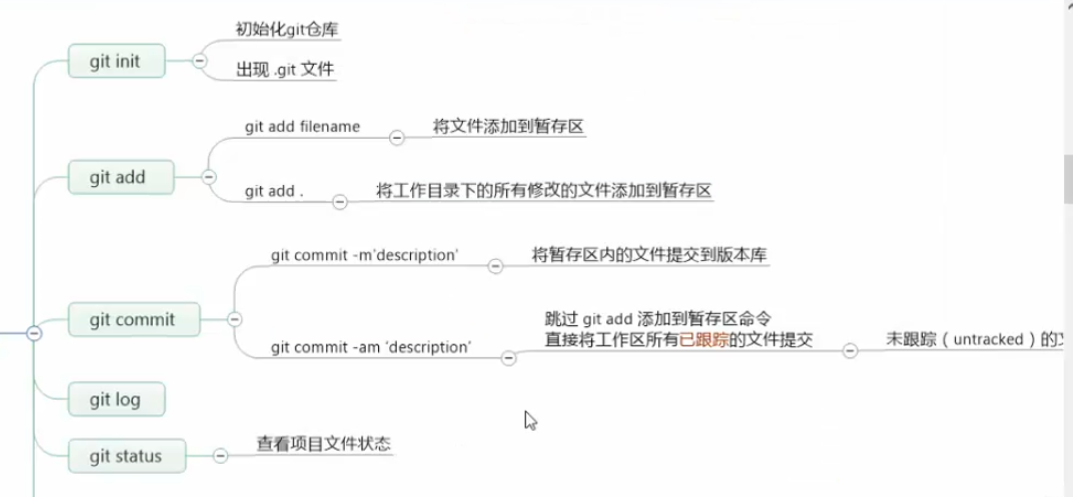 git init
初始化git仓库
出现 .git 文件
git add
git add filename
将文件添加到暂存区
git add .
将工作目录下的所有修改的文件添加到暂存区
git commit
git commit -m'description'
将暂存区内的文件提交到版本库
git commit -am 'description'
跳过 git add 添加到暂存区命令
直接将工作区所有已跟踪的文件提交
未跟踪（untracked）的
git log
git status
查看项目文件状态